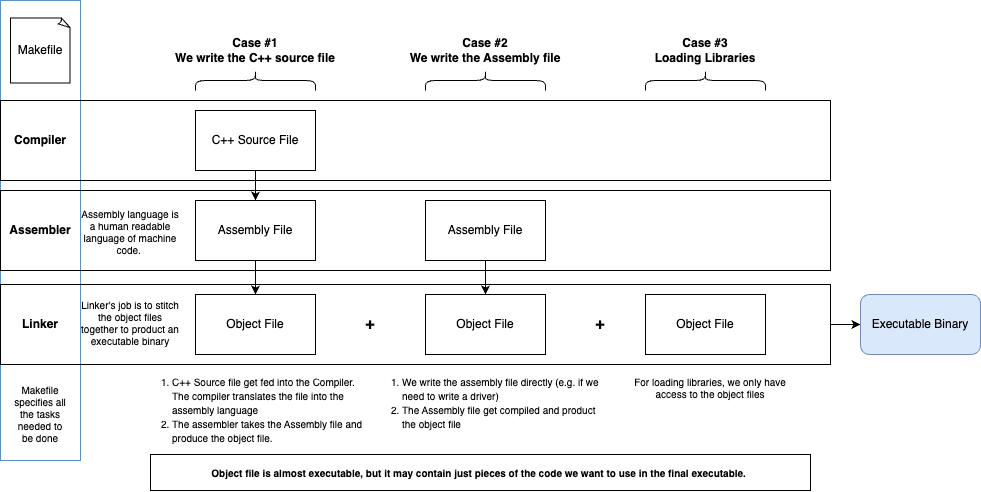 Makefile
Case #1
We write the C++ source file
Case #2
We write the Assembly file
Case #3
Loading Libraries
Compiler
C++ Source File
Assembler
Assembly language is
a human readable
language of machine
code.
Assembly File
Assembly File
Linker
Linker's job is to stitch
the object files
together to product an
executable binary
Object File
+
Object File
+
Object File
Executable Binary
Makefile
specifies all
the tasks
needed to
be done
1. C++ Source file get fed into the Compiler.
The compiler translates the file into the
assembly language
2. The assembler takes the Assembly file and
produce the object file.
1. We write the assembly file directly (e.g. if we
need to write a driver)
2. The Assembly file get compiled and product
the object file
For loading libraries, we only have
access to the object files
Object file is almost executable, but it may contain just pieces of the code we want to use in the final executable.